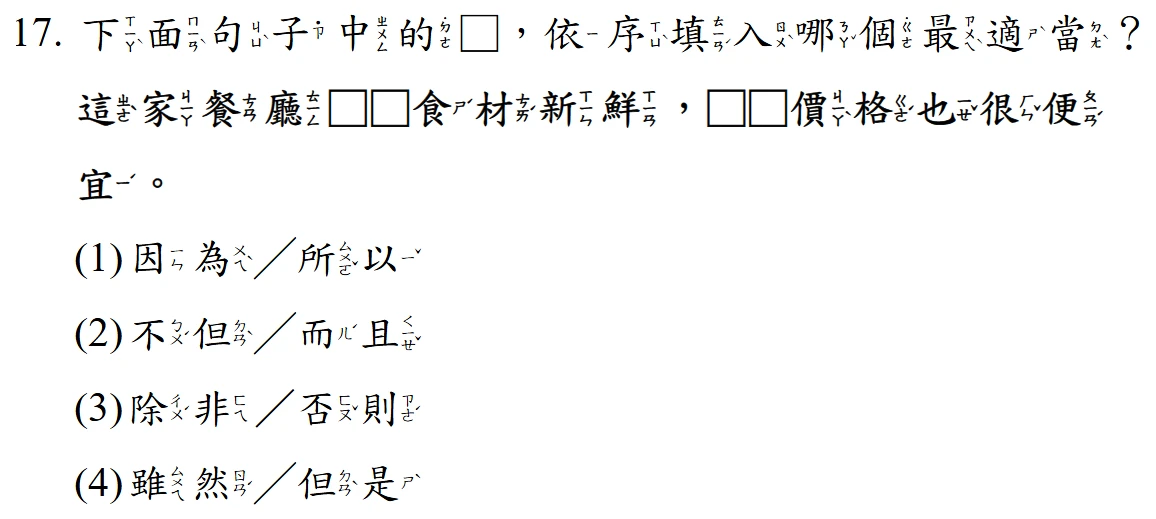 17. 下面句子中的□，依序填入哪個最適當？
這家餐廳□□食材新鮮，□□價格也很便
宜。
(1)因為／所以
(2)不但／而且
(3)除非／否則
(4)雖然／但是